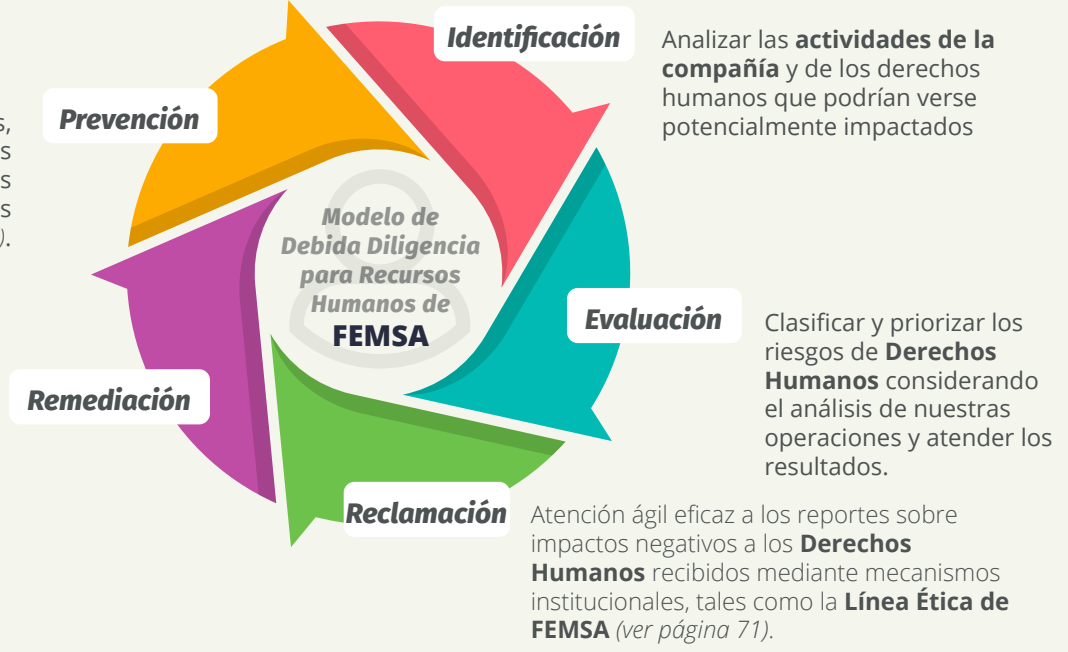 Identificación
Analizar las actividades de la
compañía y de los derechos
humanos que podrían verse
potencialmente impactados
Prevención
Modelo de
Debida Diligencia
para Recursos
Humanos de
FEMSA
Evaluación
Clasificar y priorizar los
riesgos de Derechos
Humanos considerando
el análisis de nuestras
operaciones y atender los
resultados.
Remediación
Reclamación
Atención ágil eficaz a los reportes sobre
impactos negativos a los Derechos
Humanos recibidos mediante mecanismos
institucionales, tales como la Línea Ética de
FEMSA (ver página 71).